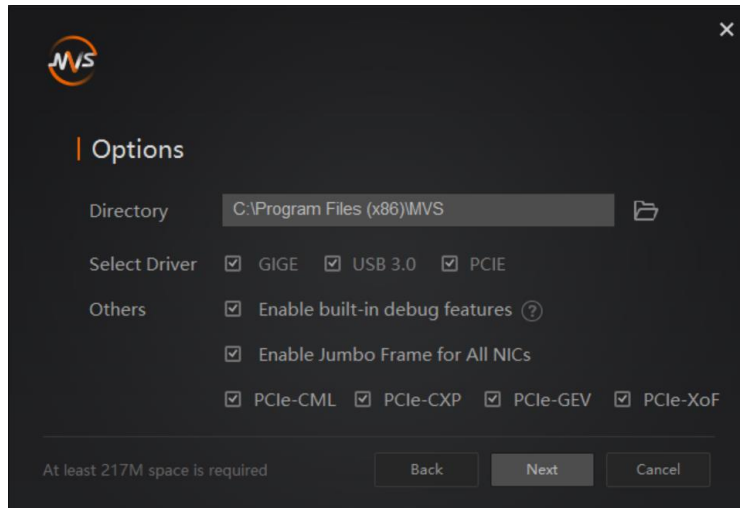 MVS
Options
Directory C:\Program Files (x86)\MVS
Select Driver GIGE USB 3.0 PCIE
Others Enable built-in debug features ?
Enable Jumbo Frame for All NICs
PCIe-CML PCIe-CXP PCIe-GEV PCIe-XoF
At least 217M space is required Back Next Cancel